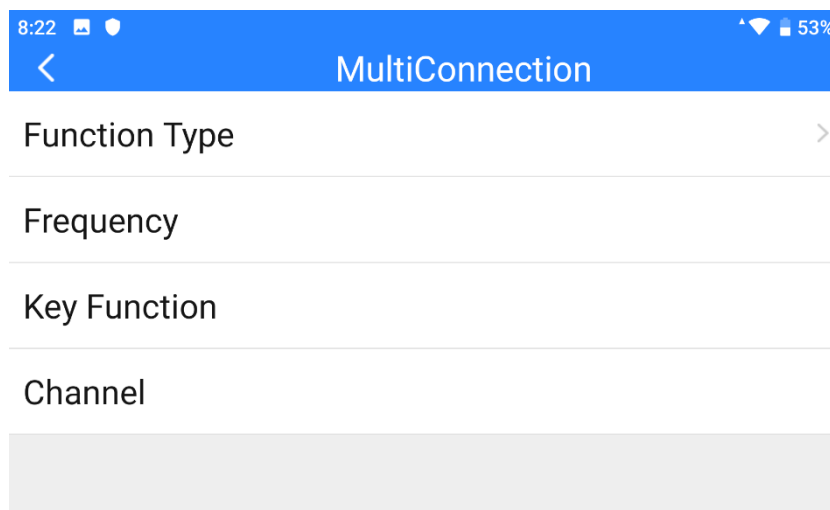 8:22 53%
MultiConnection
Function Type
Frequency
Key Function
Channel